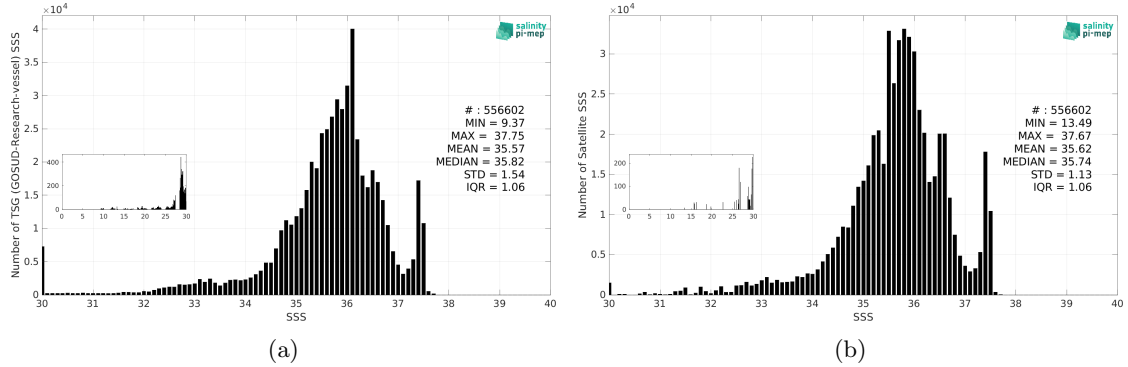 ×10⁴
4
3.5
3
2.5
2
1.5
1
0.5
0
Number of TSG (GOSUD-Research-vessel) SSS
salinity
pi-mep
# : 556602
MIN = 9.37
MAX = 37.75
MEAN = 35.57
MEDIAN = 35.82
STD = 1.54
IQR = 1.06
400
200
0
0 5 10 15 20 25 30
30 31 32 33 34 35 36 37 38 39 40
SSS
(a)
×10⁴
3
2.5
2
1.5
1
0.5
0
Number of Satellite SSS
salinity
pi-mep
# : 556602
MIN = 13.49
MAX = 37.67
MEAN = 35.62
MEDIAN = 35.74
STD = 1.13
IQR = 1.06
200
100
0
0 5 10 15 20 25 30
30 31 32 33 34 35 36 37 38 39 40
SSS
(b)